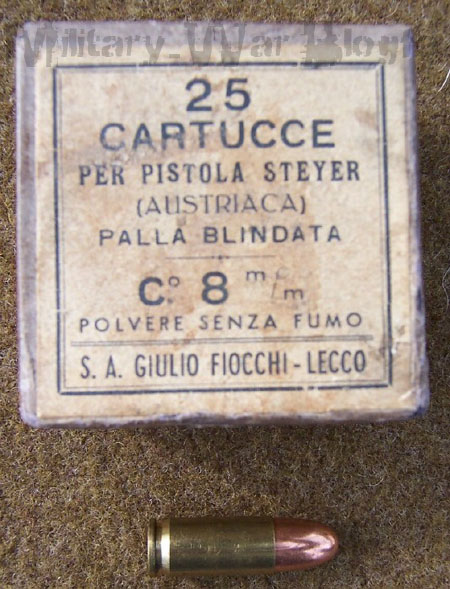 Military-War Blog
25
CARTUCCE
PER PISTOLA STEYER
(AUSTRIACA)
PALLA BLINDATA
C.º 8 m/m
POLVERE SENZA FUMO
S. A. GIULIO FIOCCHI - LECCO